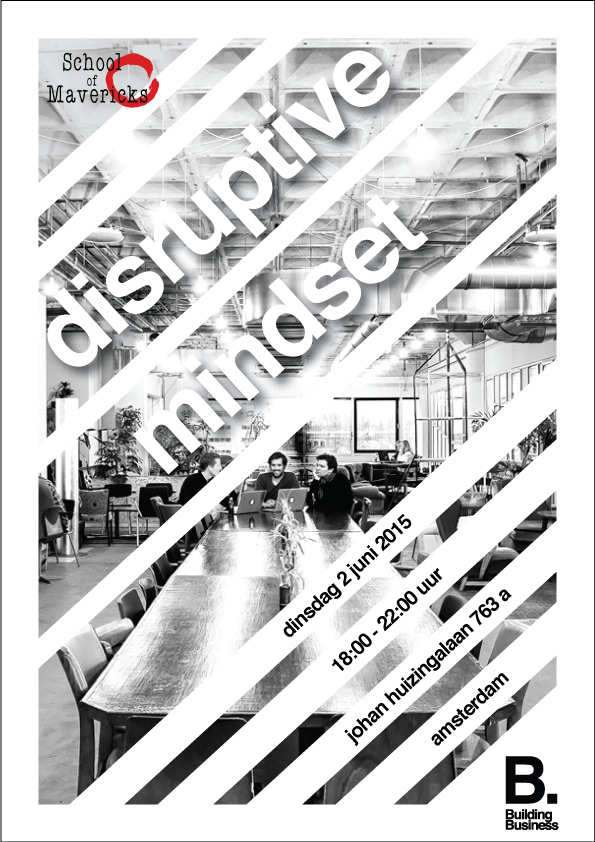 School
of
Mavericks
disruptive
mindset
dinsdag 2 juni 2015
18:00 - 22:00 uur
johan huizingalaan 763 a
amsterdam
B.
Building
Business